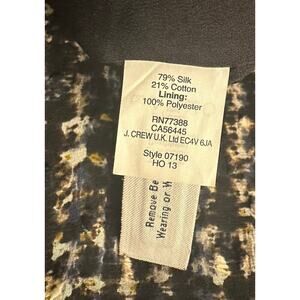 79% Silk
21% Cotton
Lining:
100% Polyester
RN77388
CA56445
J. CREW U.K. Ltd EC4V 6JA
Style 07190
HO 13
Remove Be
Wearing or W